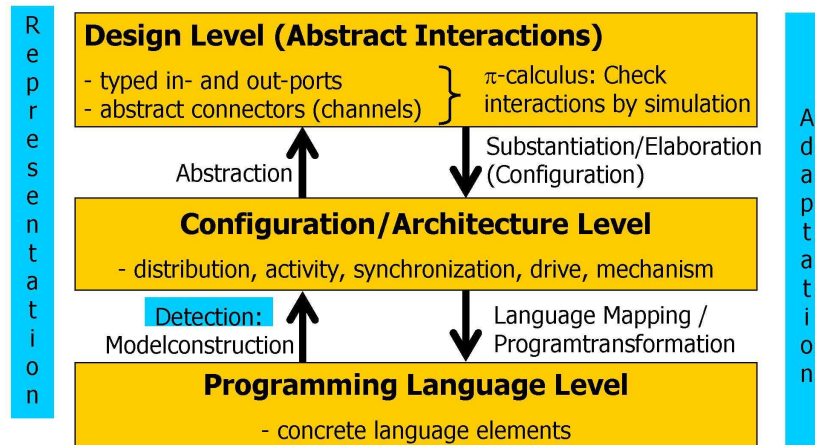 Representation
Design Level (Abstract Interactions)
- typed in- and out-ports
- abstract connectors (channels)
π-calculus: Check
interactions by simulation
Abstraction
Substantiation/Elaboration
(Configuration)
Configuration/Architecture Level
- distribution, activity, synchronization, drive, mechanism
Detection:
Modelconstruction
Language Mapping /
Programtransformation
Programming Language Level
- concrete language elements
Adaptation